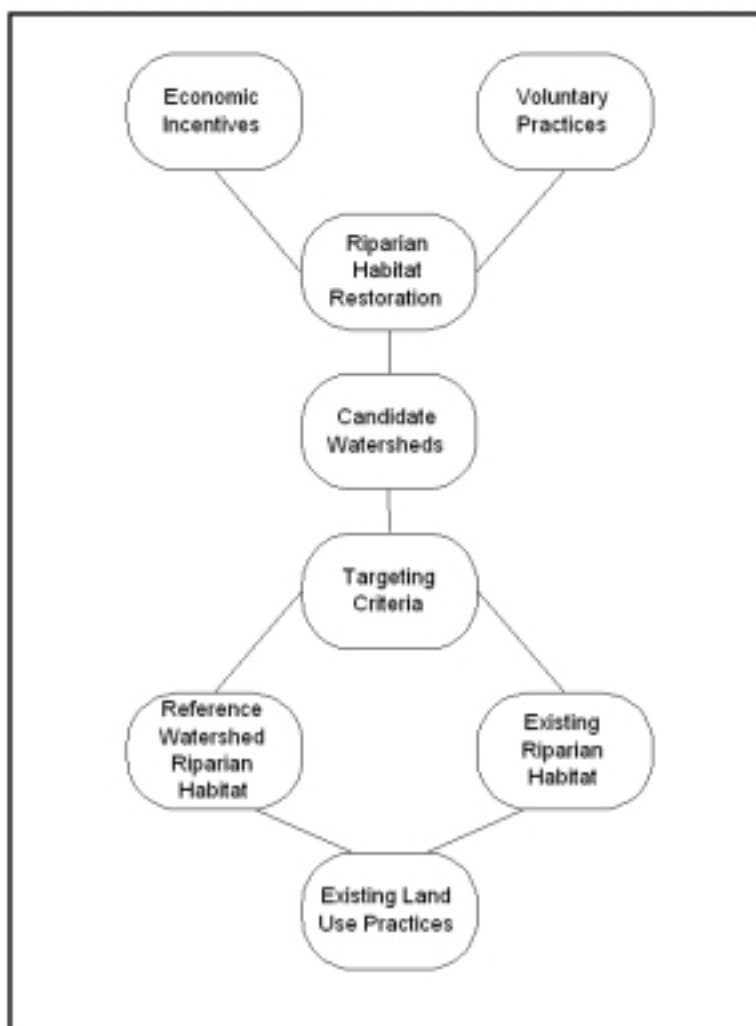 Economic
Incentives
Voluntary
Practices
Riparian
Habitat
Restoration
Candidate
Watersheds
Targeting
Criteria
Reference
Watershed
Riparian
Habitat
Existing
Riparian
Habitat
Existing Land
Use Practices